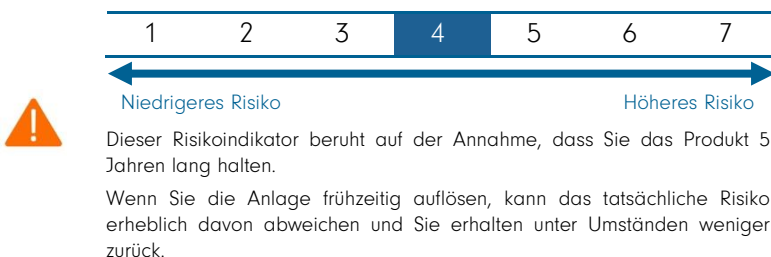 1 2 3 4 5 6 7
Niedrigeres Risiko Höheres Risiko
Dieser Risikoindikator beruht auf der Annahme, dass Sie das Produkt 5
Jahren lang halten.
Wenn Sie die Anlage frühzeitig auflösen, kann das tatsächliche Risiko
erheblich davon abweichen und Sie erhalten unter Umständen weniger
zurück.